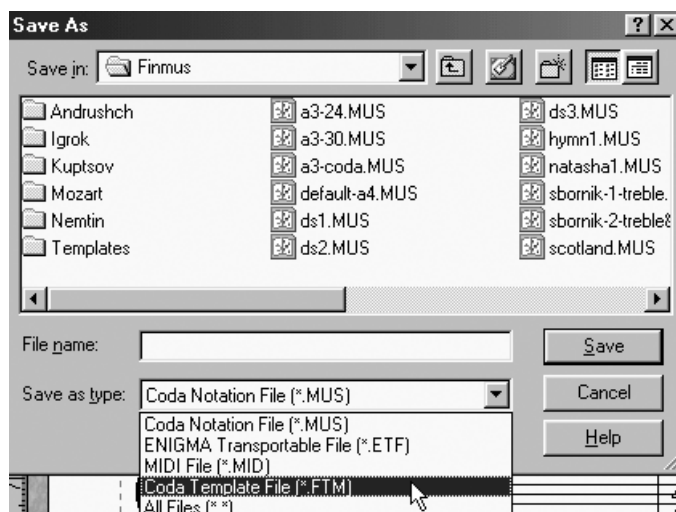 Save As
Save in: Finmus
Andrushch
Igrok
Kuptsov
Mozart
Nemtin
Templates
a3-24.MUS
a3-30.MUS
a3-coda.MUS
default-a4.MUS
ds1.MUS
ds2.MUS
ds3.MUS
hymn1.MUS
natasha1.MUS
sbornik-1-treble.
sbornik-2-treble&
scotland.MUS
File name:
Save
Save as type: Coda Notation File (*.MUS)
Cancel
Coda Notation File (*.MUS)
ENIGMA Transportable File (*.ETF)
Help
MIDI File (*.MID)
Coda Template File (*.FTM)
All Files (*.*)